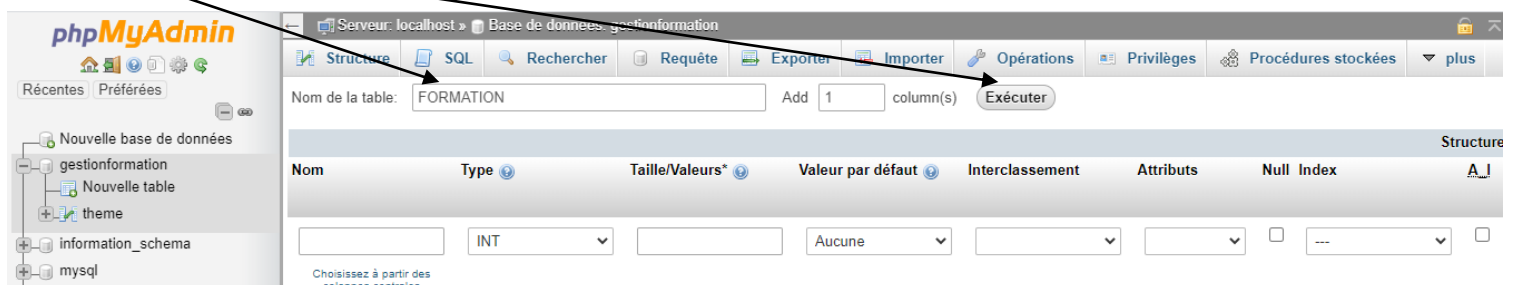 phpMyAdmin
Récentes Préférées
Nouvelle base de données
gestionformation
Nouvelle table
theme
information_schema
mysql
Serveur: localhost » Base de données: gestionformation
Structure SQL Rechercher Requête Exporter Importer Opérations Privilèges Procédures stockées plus
Nom de la table: FORMATION Add 1 column(s) Exécuter
Structure
Nom Type Taille/Valeurs* Valeur par défaut Interclassement Attributs Null Index A_I
INT Aucune ---
Choisissez à partir des
colonnes centrales